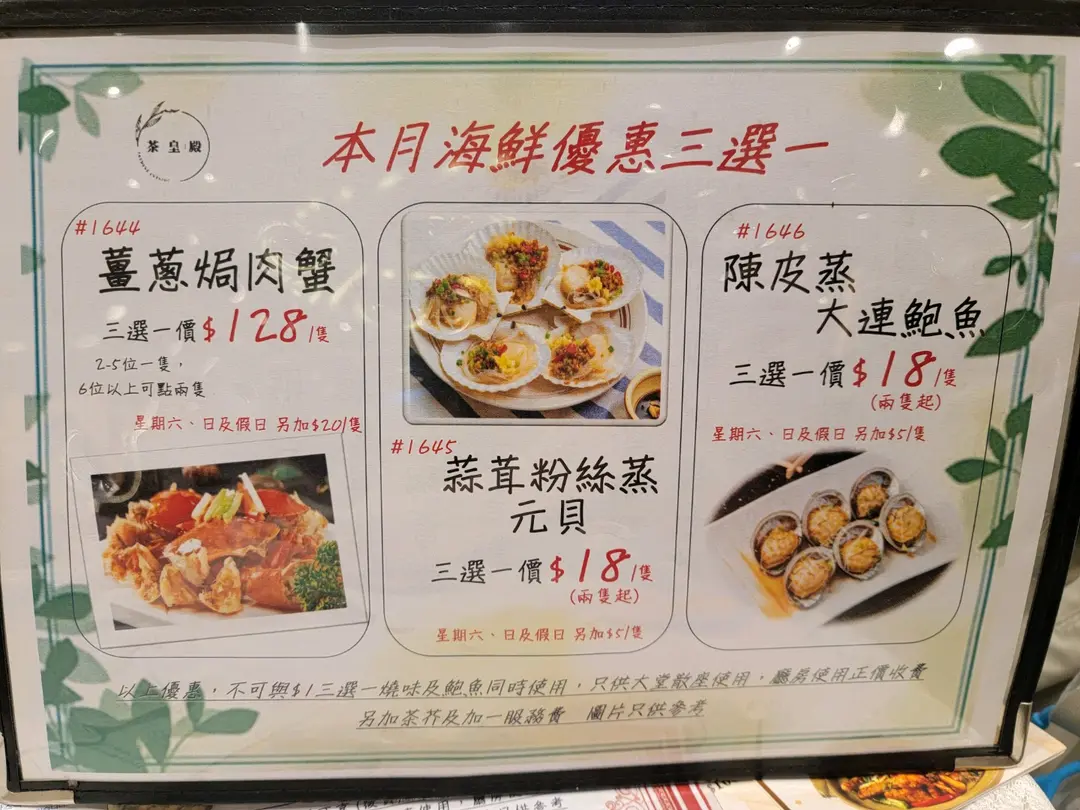 茶皇殿
本月海鮮優惠三選一
#1644
薑蔥焗肉蟹
三選一價$128/隻
2-5位一隻，
6位以上可點兩隻
星期六、日及假日 另加$20/隻
#1645
蒜茸粉絲蒸
元貝
三選一價$18/隻
(兩隻起)
星期六、日及假日 另加$5/隻
#1646
陳皮蒸
大連鮑魚
三選一價$18/隻
(兩隻起)
星期六、日及假日 另加$5/隻
以上優惠，不可與$1三選一燒味及鮑魚同時使用，只供大堂散座使用，廳房使用正價收費
另加茶芥及加一服務費 圖片只供參考